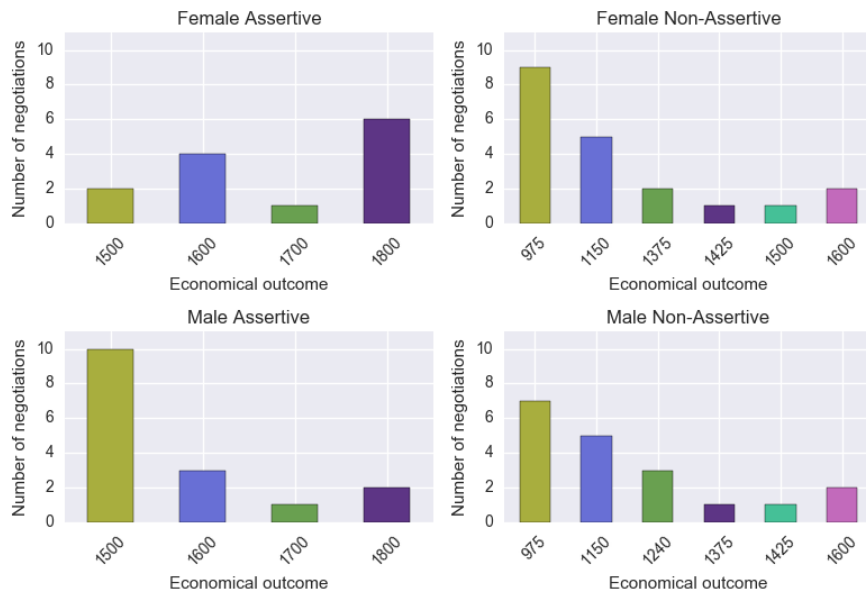 Female Assertive
Number of negotiations
10
8
6
4
2
0
1500 1600 1700 1800
Economical outcome
Female Non-Assertive
Number of negotiations
10
8
6
4
2
0
975 1150 1375 1425 1500 1600
Economical outcome
Male Assertive
Number of negotiations
10
8
6
4
2
0
1500 1600 1700 1800
Economical outcome
Male Non-Assertive
Number of negotiations
10
8
6
4
2
0
975 1150 1240 1375 1425 1600
Economical outcome